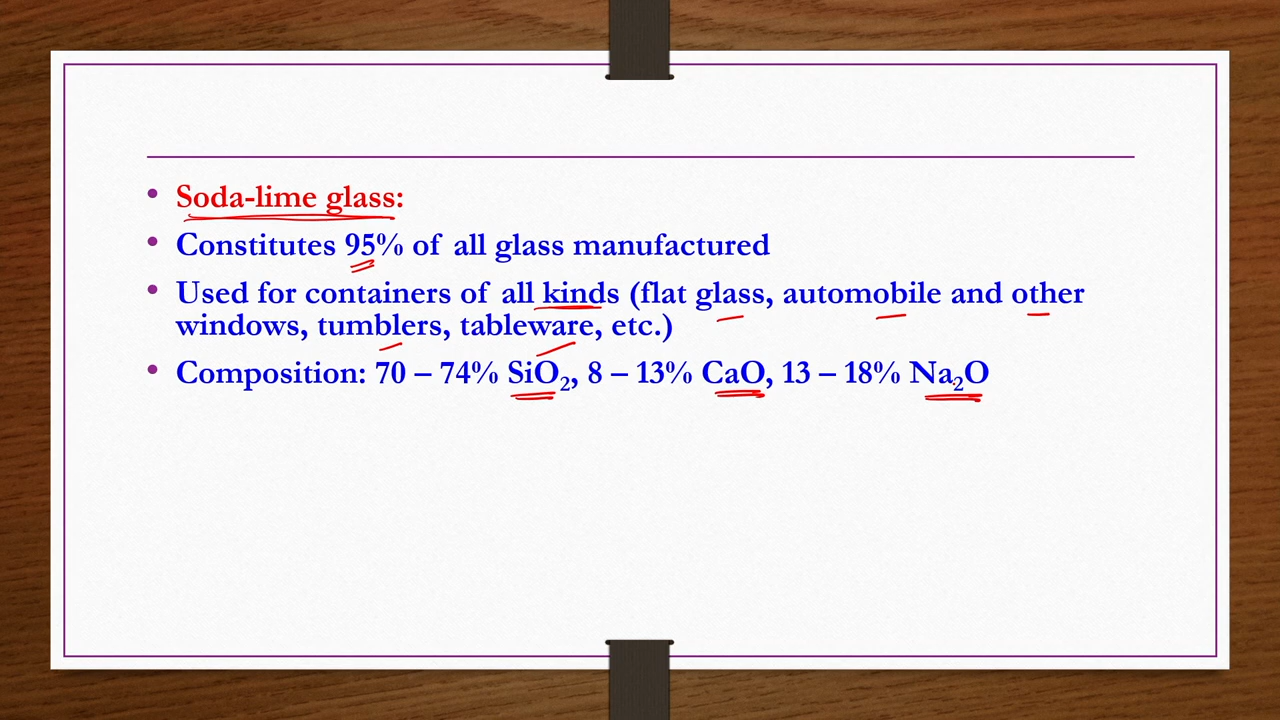 • Soda-lime glass:
• Constitutes 95% of all glass manufactured
• Used for containers of all kinds (flat glass, automobile and other
windows, tumblers, tableware, etc.)
• Composition: 70 – 74% SiO₂, 8 – 13% CaO, 13 – 18% Na₂O